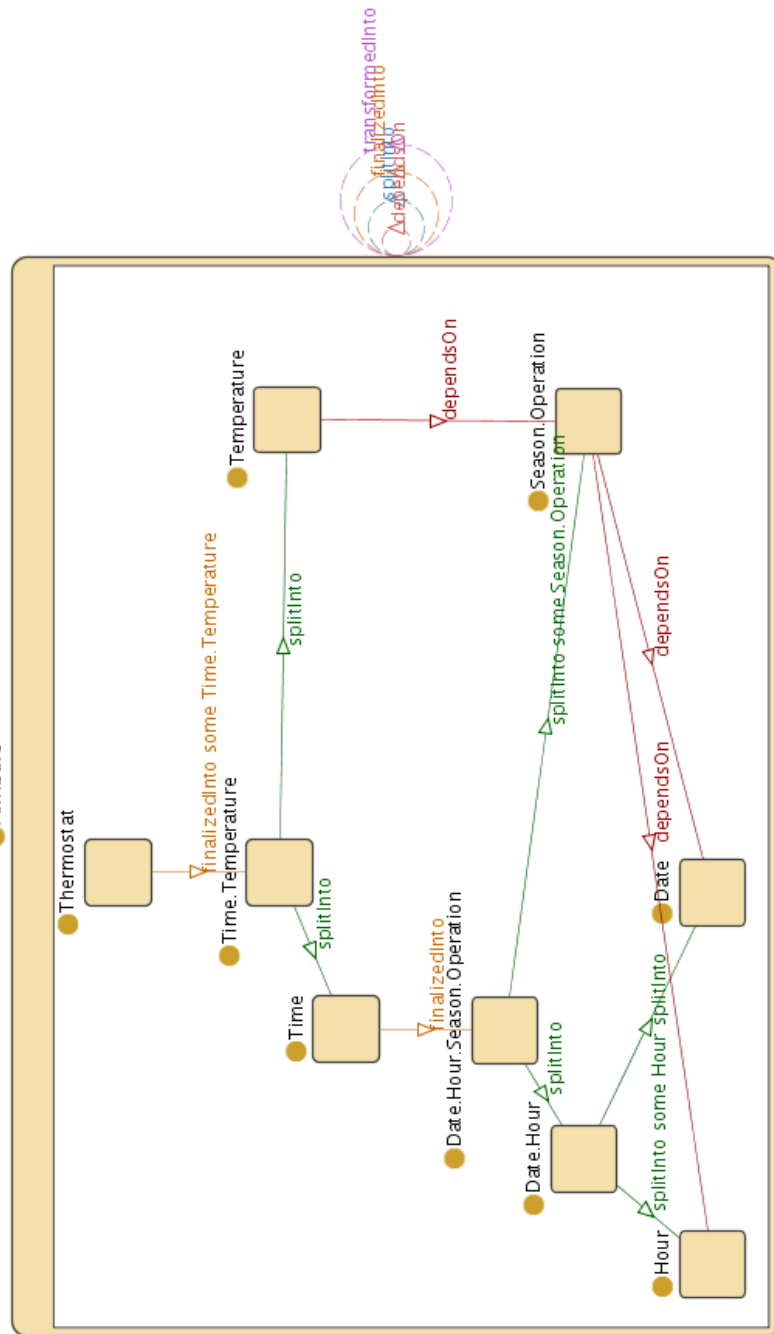 transformedInto
finalizedInto
splitInto
dependsOn
Thermostat
finalizedInto some Time.Temperature
Time.Temperature
splitInto
Temperature
dependsOn
splitInto
Time
finalizedInto
Date.Hour.Season.Operation
splitInto some Season.Operation
Season.Operation
splitInto
Date.Hour
dependsOn
dependsOn
splitInto
splitInto some Hour
Date
Hour